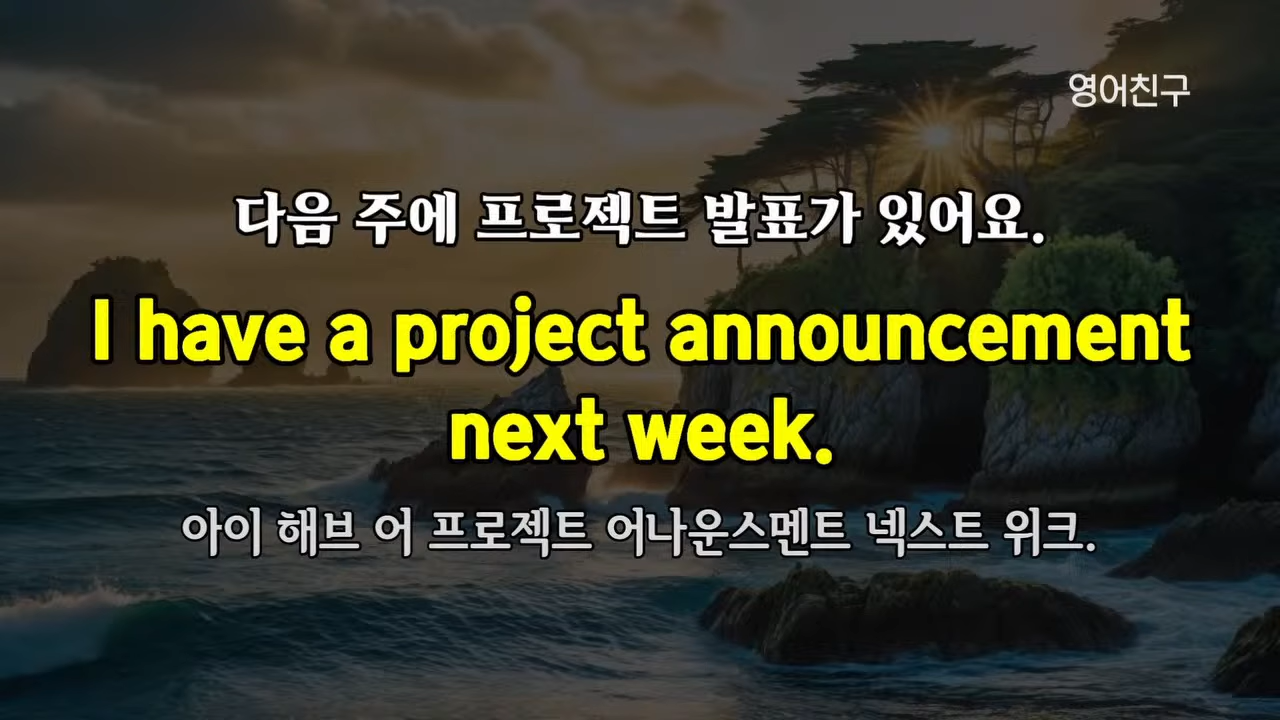 영어친구
다음 주에 프로젝트 발표가 있어요.
I have a project announcement
next week.
아이 해브 어 프로젝트 어나운스멘트 넥스트 위크.